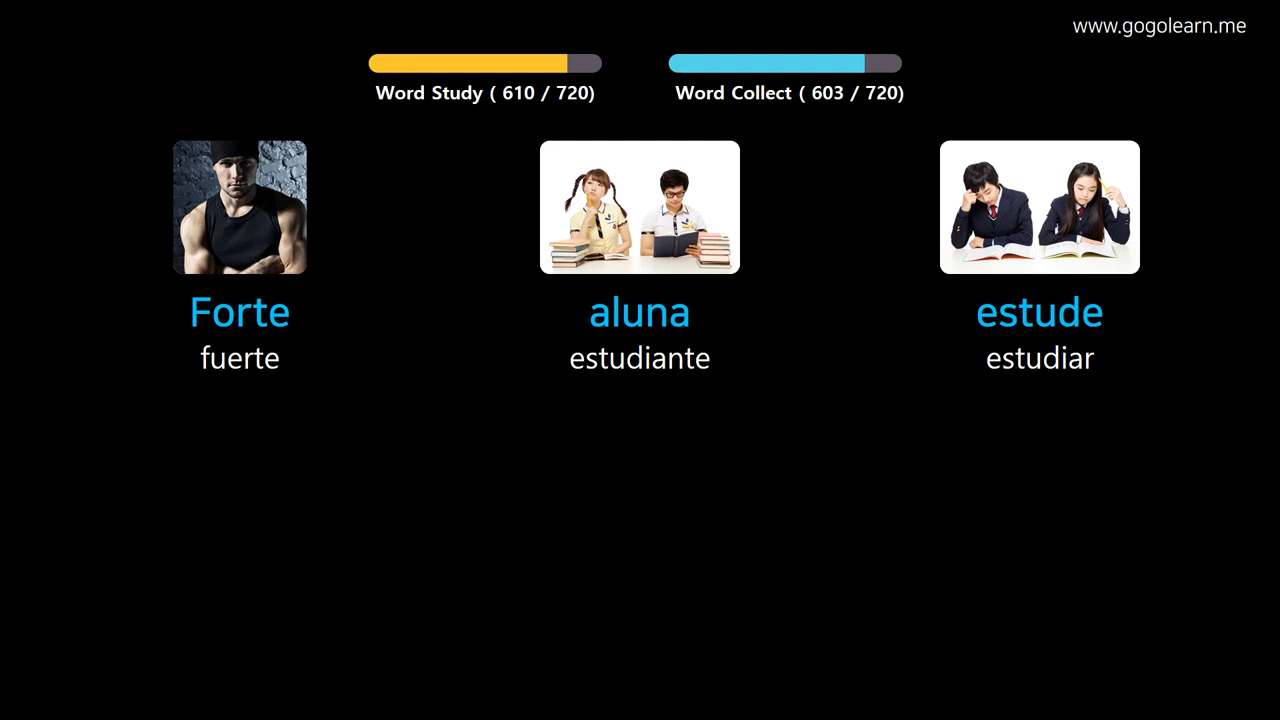 www.gogolearn.me
Word Study ( 610 / 720)
Word Collect ( 603 / 720)
Forte
fuerte
aluna
estudiante
estude
estudiar